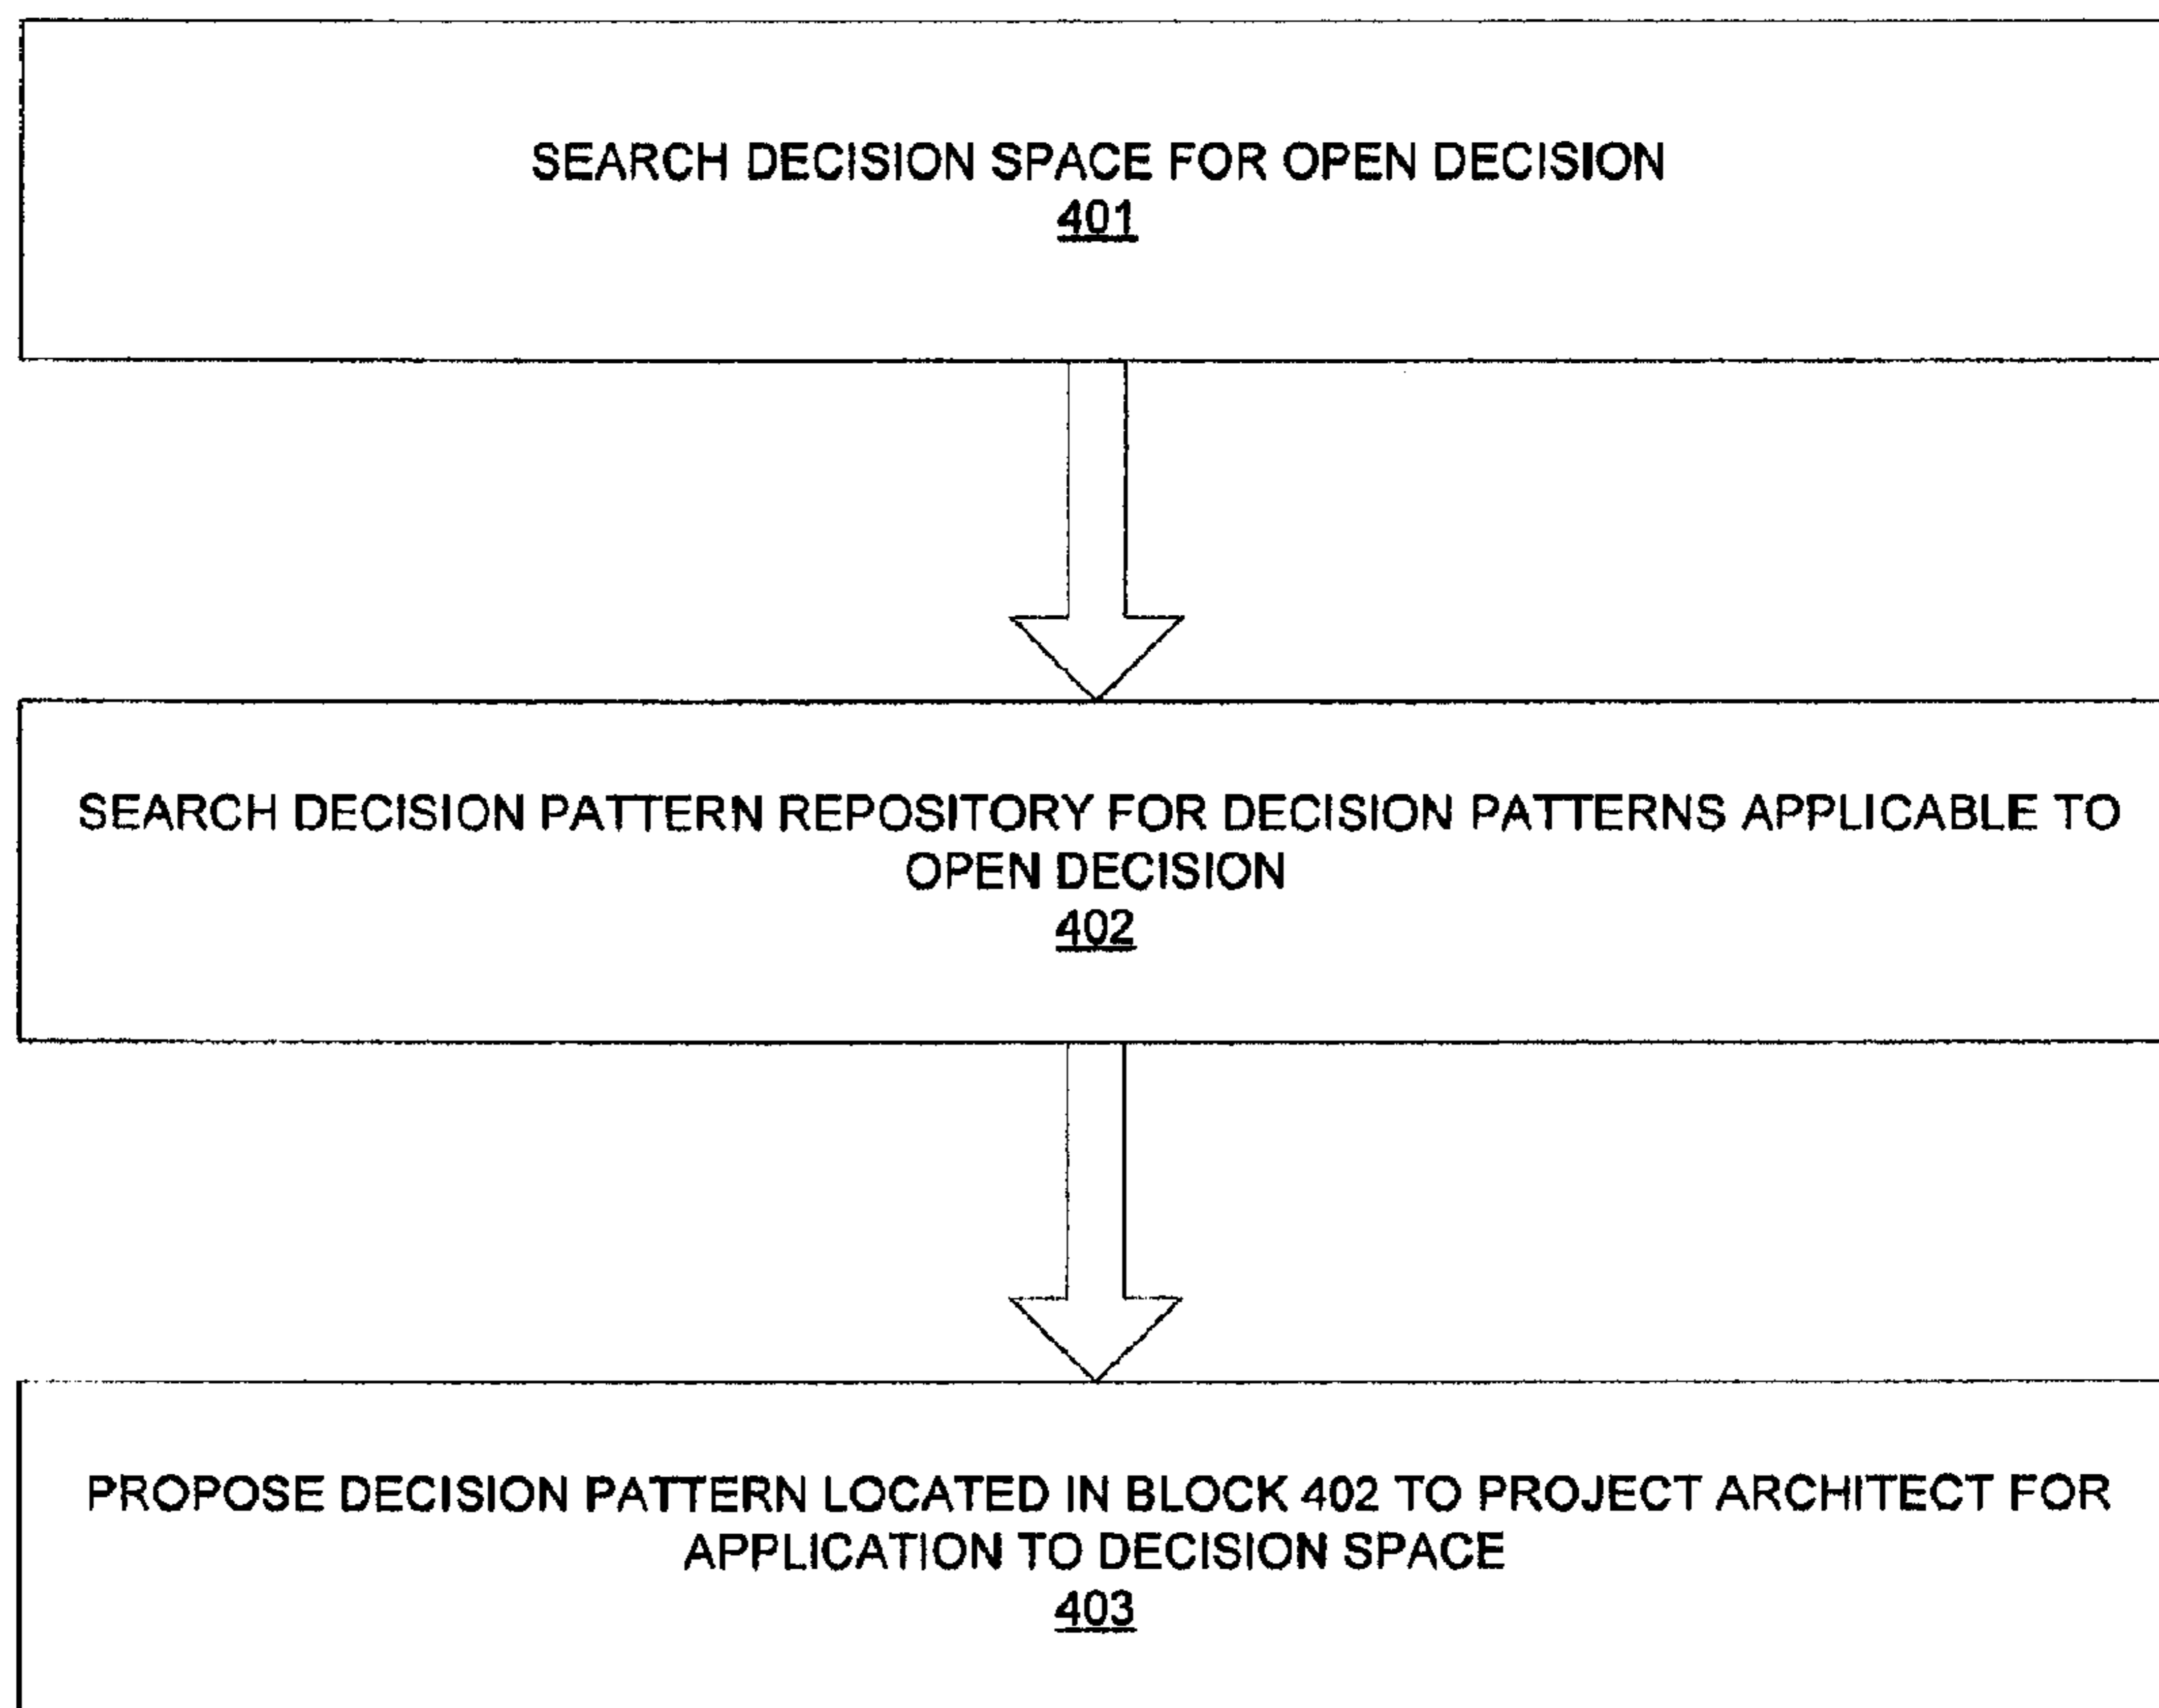 SEARCH DECISION SPACE FOR OPEN DECISION
401
SEARCH DECISION PATTERN REPOSITORY FOR DECISION PATTERNS APPLICABLE TO
OPEN DECISION
402
PROPOSE DECISION PATTERN LOCATED IN BLOCK 402 TO PROJECT ARCHITECT FOR
APPLICATION TO DECISION SPACE
403